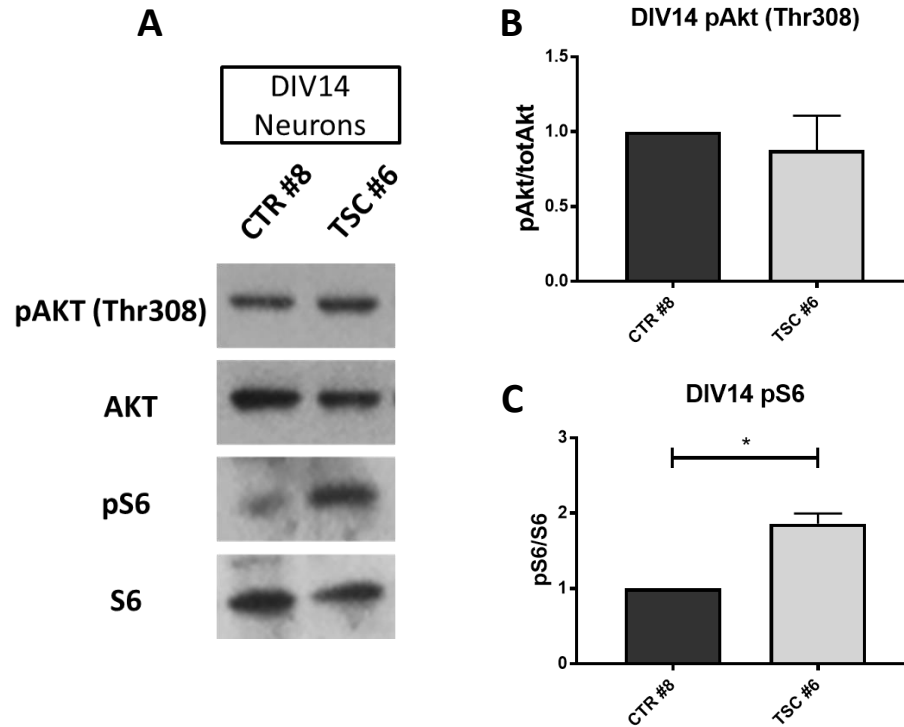 A
DIV14
Neurons
CTR #8
TSC #6
pAKT (Thr308)
AKT
pS6
S6
B
DIV14 pAkt (Thr308)
pAkt/totAkt
1.5
1.0
0.5
0.0
CTR #8
TSC #6
C
DIV14 pS6
pS6/S6
3
*
2
1
0
CTR #8
TSC #6